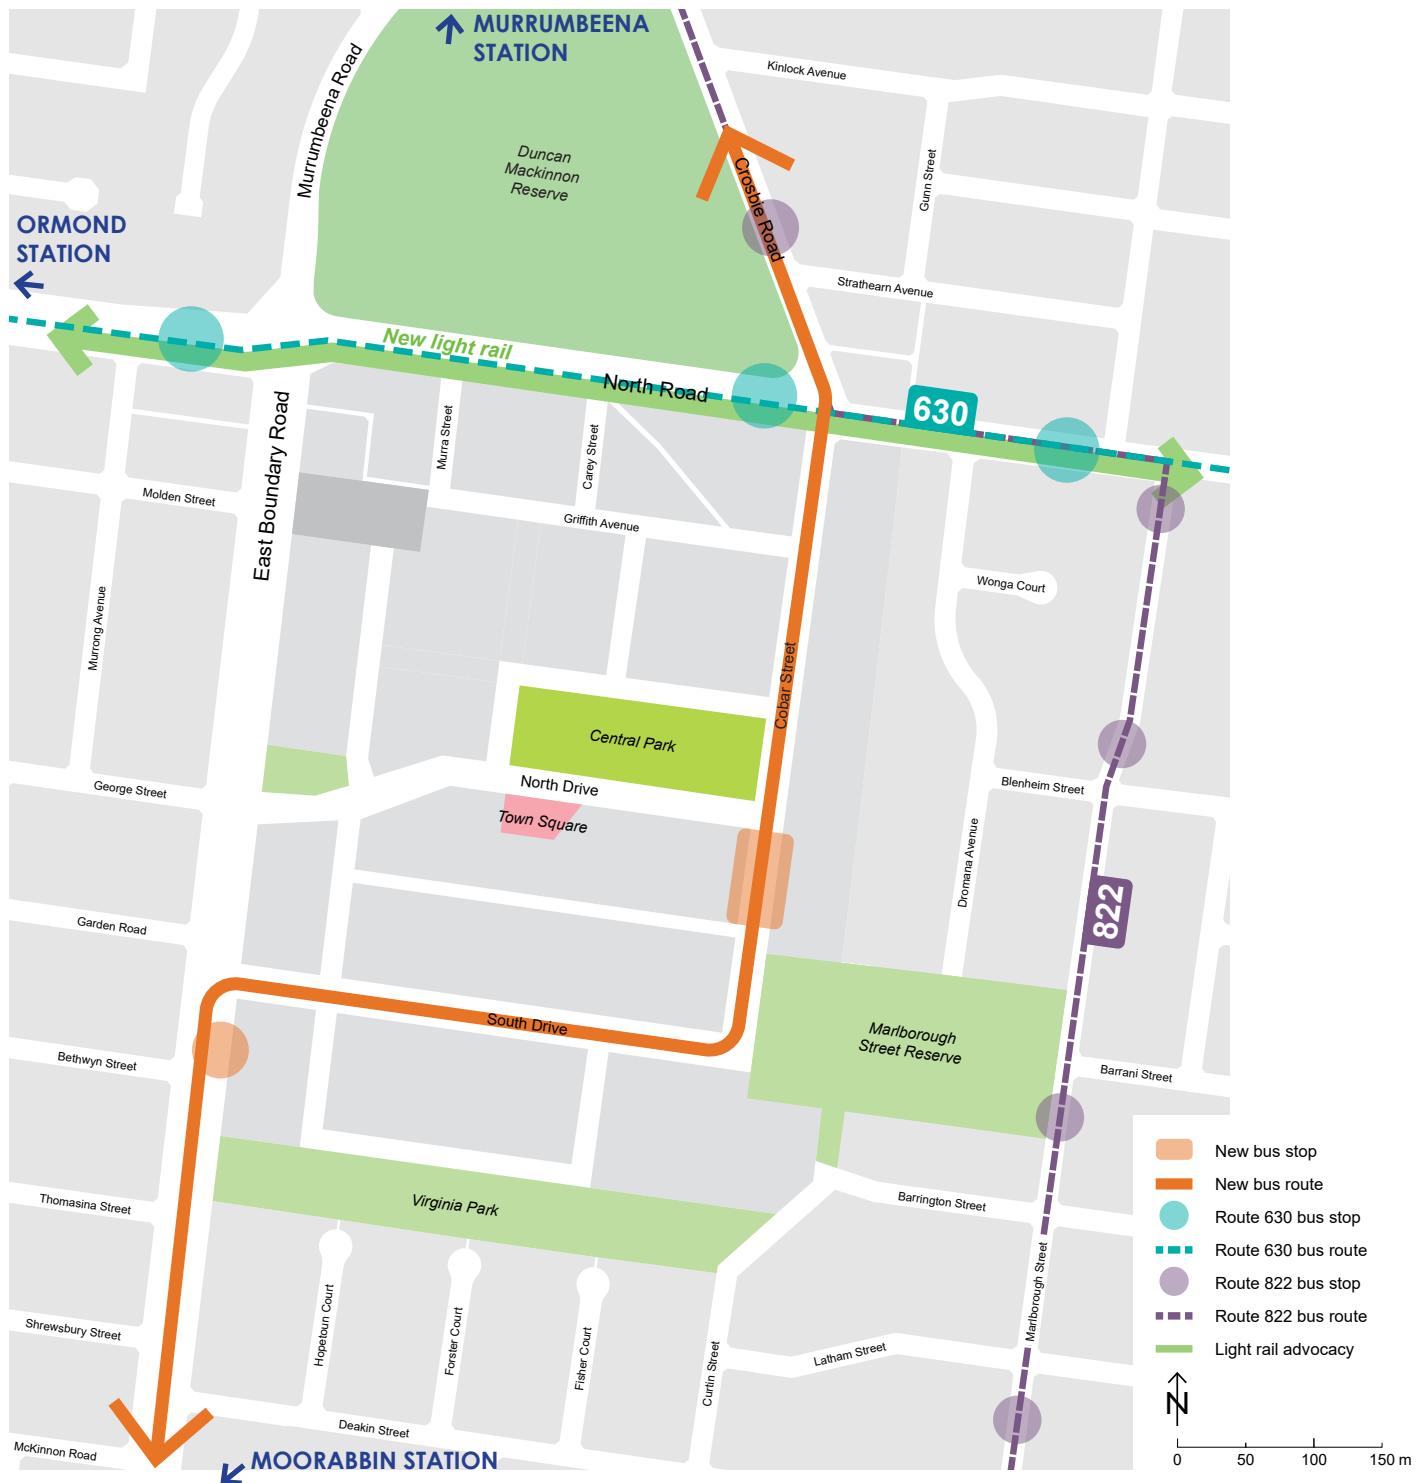 MURRUMBEENA
STATION
Kinlock Avenue
Murrumbeena Road
Duncan
Mackinnon
Reserve
Crosbie Road
Gunn Street
ORMOND
STATION
Strathearn Avenue
New light rail
North Road
630
East Boundary Road
Murra Street
Carey Street
Molden Street
Griffith Avenue
Wonga Court
Murrong Avenue
Cobar Street
Central Park
George Street
North Drive
Town Square
Blenheim Street
Dromana Avenue
822
Garden Road
South Drive
Marlborough
Street Reserve
Bethwyn Street
Barrani Street
Virginia Park
Thomasina Street
Barrington Street
Marlborough Street
Shrewsbury Street
Hopetoun Court
Forster Court
Fisher Court
Curtin Street
Latham Street
Deakin Street
McKinnon Road
MOORABBIN STATION
New bus stop
New bus route
Route 630 bus stop
Route 630 bus route
Route 822 bus stop
Route 822 bus route
Light rail advocacy
N
0 50 100 150 m